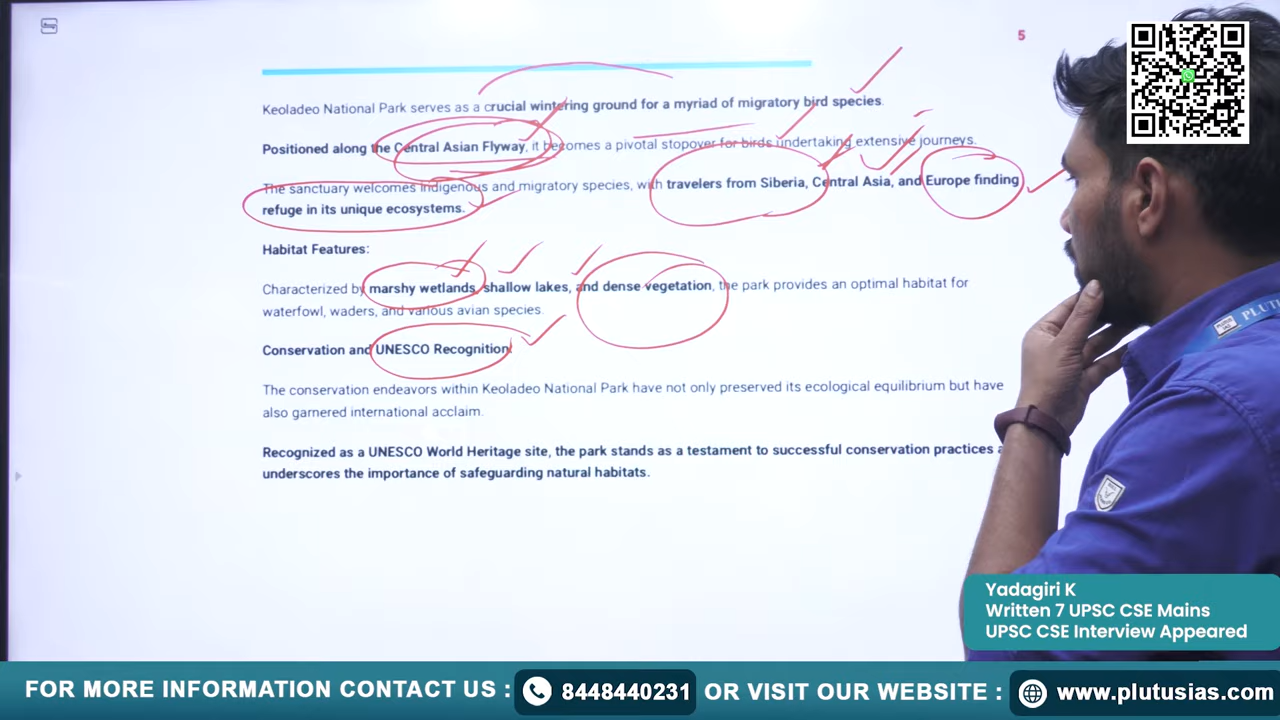 5
Keoladeo National Park serves as a crucial wintering ground for a myriad of migratory bird species.
Positioned along the Central Asian Flyway, it becomes a pivotal stopover for birds undertaking extensive journeys.
The sanctuary welcomes indigenous and migratory species, with travelers from Siberia, Central Asia, and Europe finding
refuge in its unique ecosystems.
Habitat Features:
Characterized by marshy wetlands, shallow lakes, and dense vegetation, the park provides an optimal habitat for
waterfowl, waders, and various avian species.
Conservation and UNESCO Recognition
The conservation endeavors within Keoladeo National Park have not only preserved its ecological equilibrium but have
also garnered international acclaim.
Recognized as a UNESCO World Heritage site, the park stands as a testament to successful conservation practices
underscores the importance of safeguarding natural habitats.
Yadagiri K
Written 7 UPSC CSE Mains
UPSC CSE Interview Appeared
FOR MORE INFORMATION CONTACT US : 8448440231 OR VISIT OUR WEBSITE : www.plutusias.com